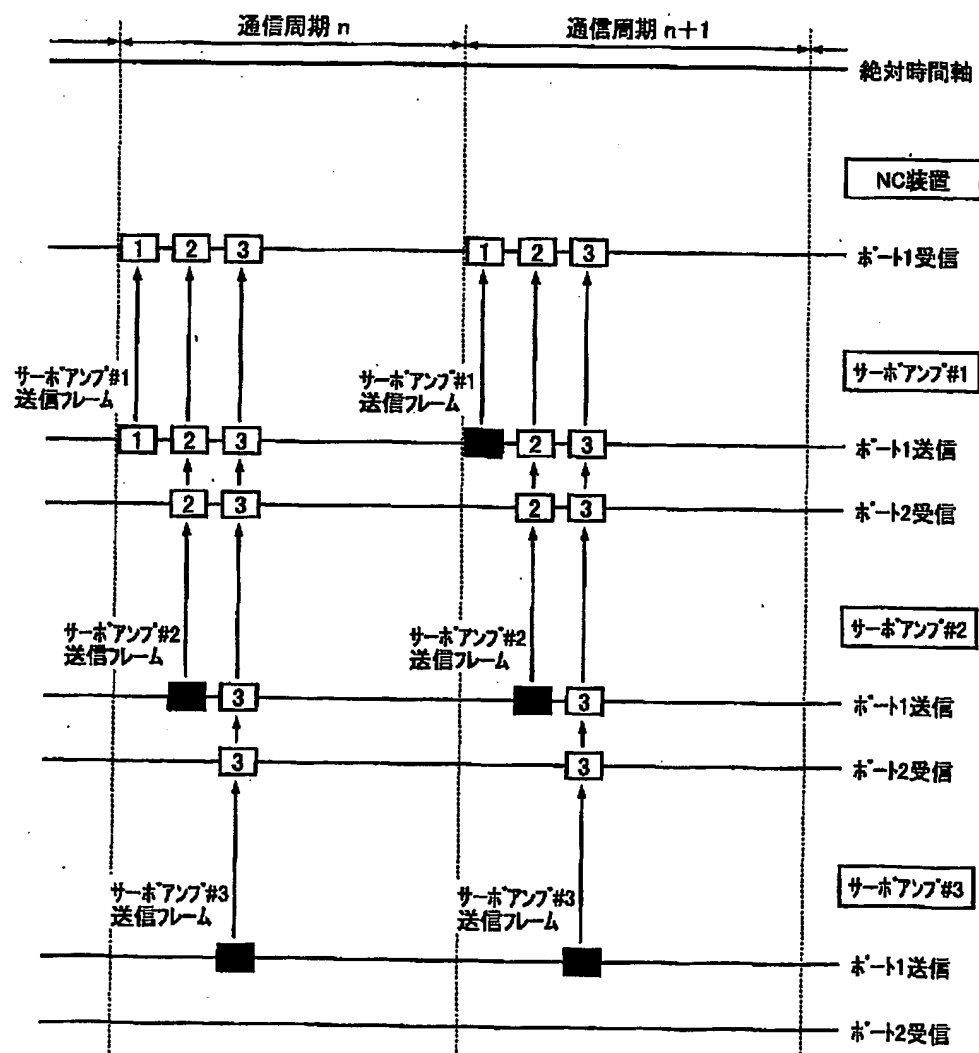 通信周期 n
通信周期 n+1
絶対時間軸
NC装置
1 2 3 1 2 3 ポート1受信
サーボアンプ#1
送信フレーム
サーボアンプ#1
送信フレーム
サーボアンプ#1
1 2 3 2 3 ポート1送信
2 3 2 3 ポート2受信
サーボアンプ#2
送信フレーム
サーボアンプ#2
送信フレーム
サーボアンプ#2
3 3 ポート1送信
3 3 ポート2受信
サーボアンプ#3
送信フレーム
サーボアンプ#3
送信フレーム
サーボアンプ#3
ポート1送信
ポート2受信